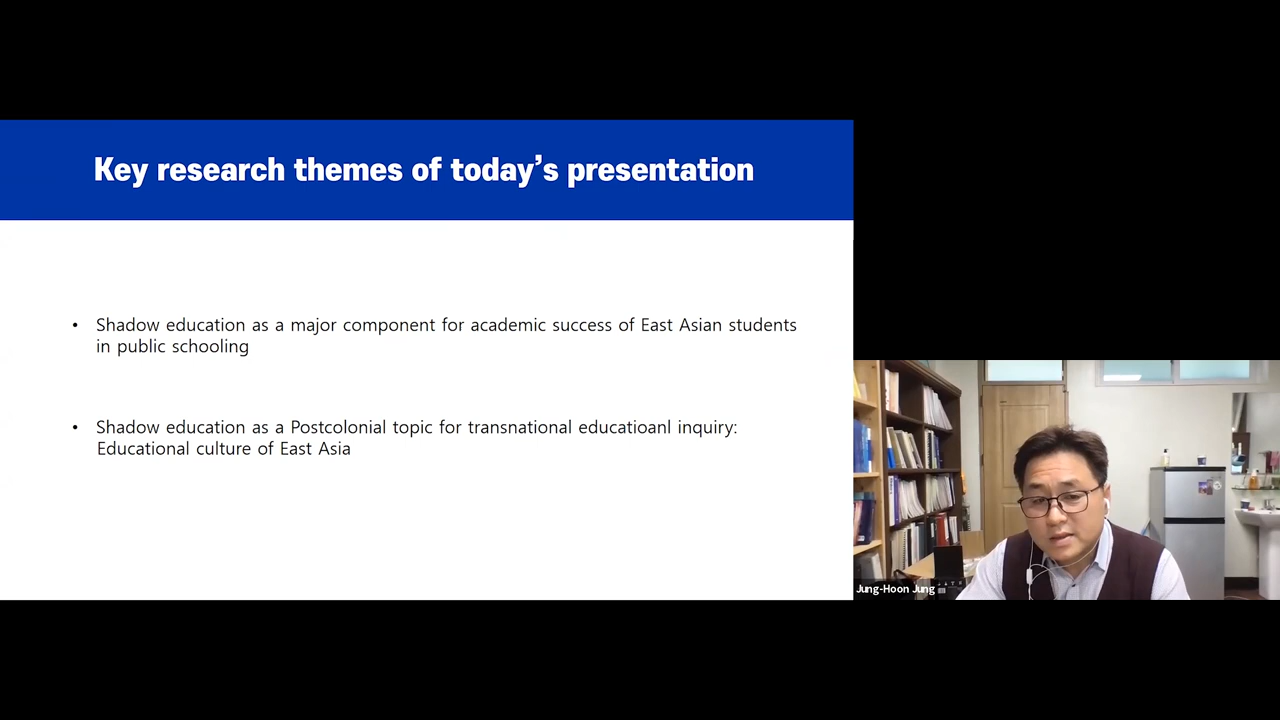 Key research themes of today’s presentation
• Shadow education as a major component for academic success of East Asian students
in public schooling
• Shadow education as a Postcolonial topic for transnational educatioanl inquiry:
Educational culture of East Asia
Jung-Hoon Jung